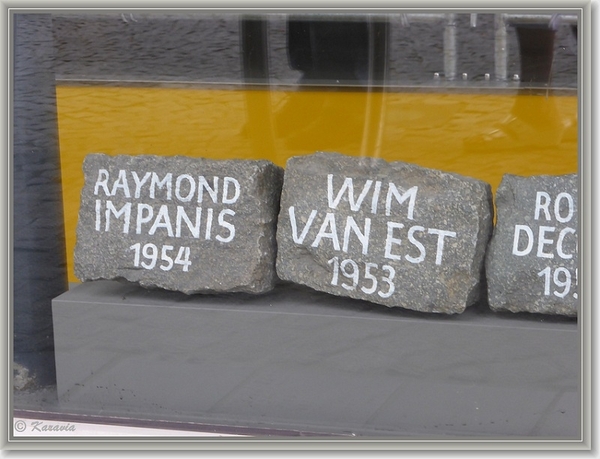 RAYMOND
IMPANIS
1954
WIM
VAN EST
1953
© Karavia